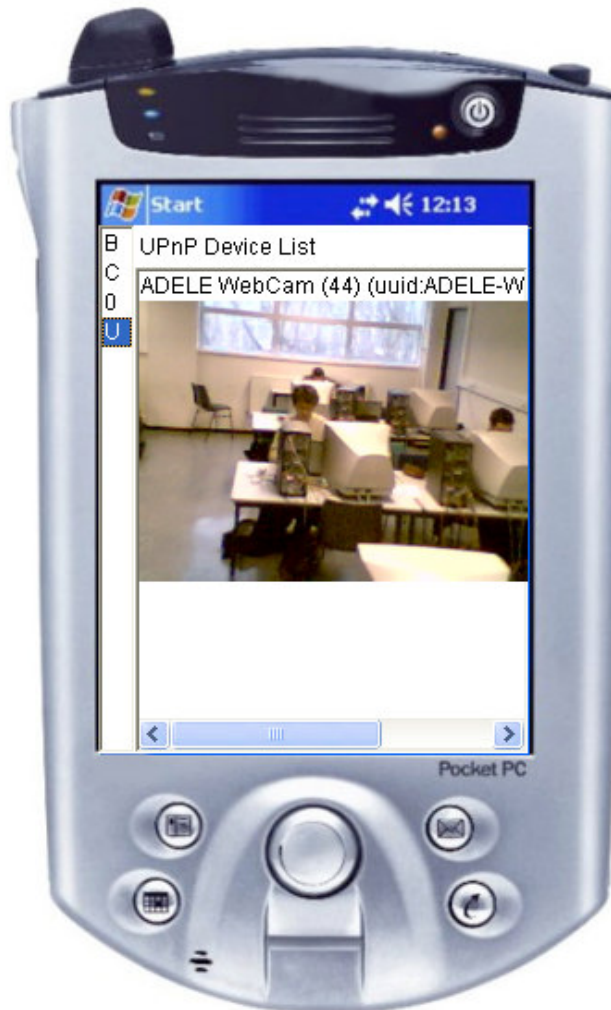 Start 12:13
B
C
0
U
UPnP Device List
ADELE WebCam (44) (uuid:ADELE-W
Pocket PC